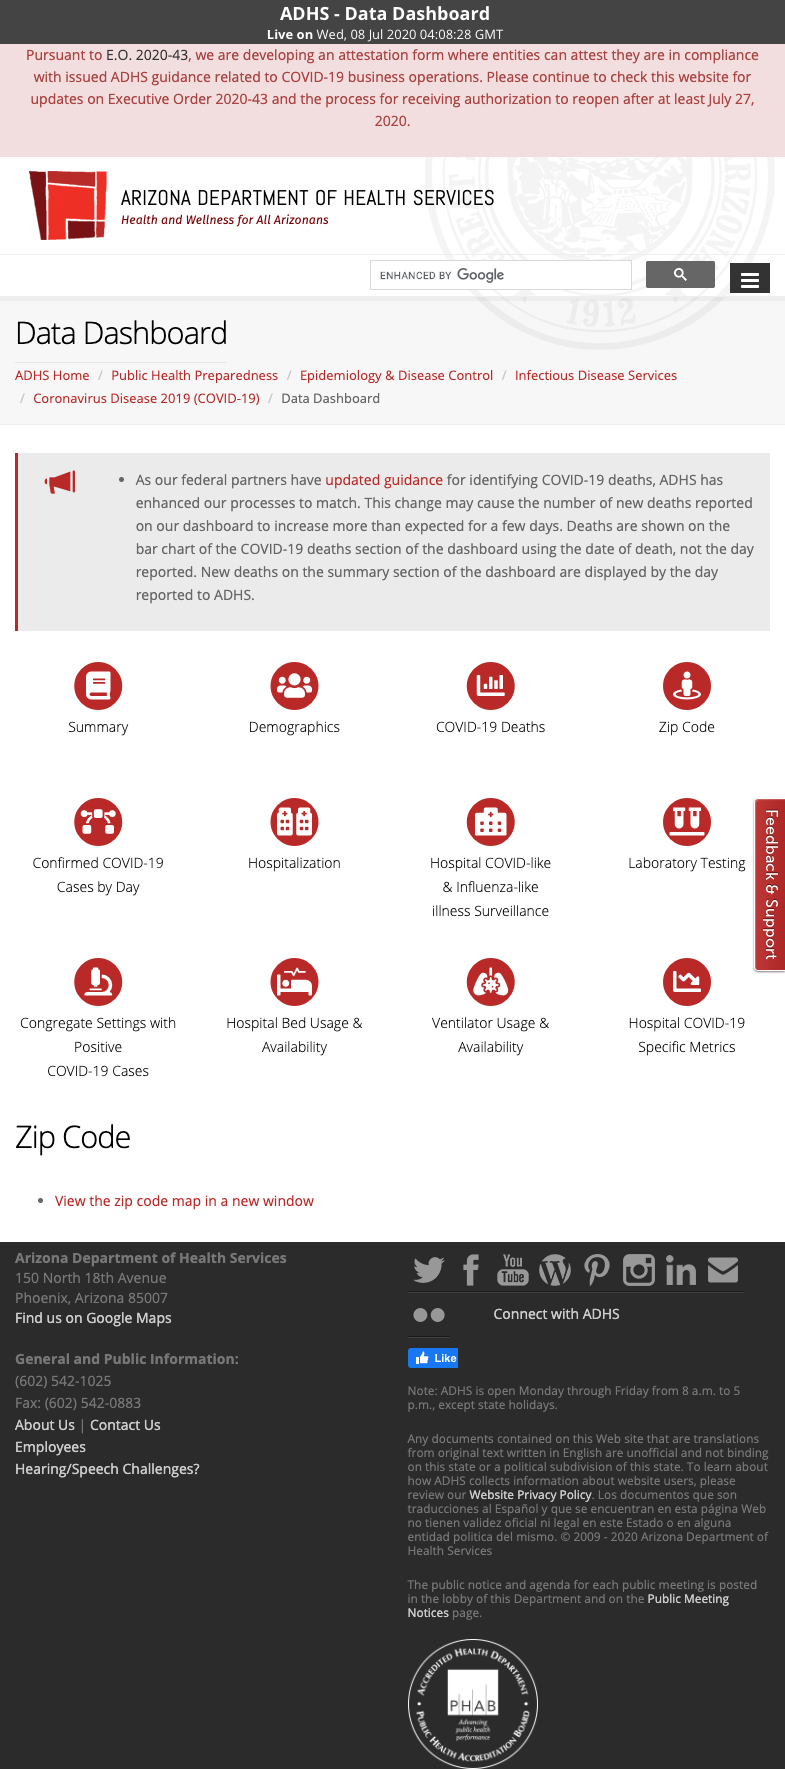 ADHS - Data Dashboard
Live on Wed, 08 Jul 2020 04:08:28 GMT
Pursuant to E.O. 2020-43, we are developing an attestation form where entities can attest they are in compliance
with issued ADHS guidance related to COVID-19 business operations. Please continue to check this website for
updates on Executive Order 2020-43 and the process for receiving authorization to reopen after at least July 27,
2020.
ARIZONA DEPARTMENT OF HEALTH SERVICES
Health and Wellness for All Arizonans
ENHANCED BY Google
1912
Data Dashboard
ADHS Home / Public Health Preparedness / Epidemiology & Disease Control / Infectious Disease Services
/ Coronavirus Disease 2019 (COVID-19) / Data Dashboard
• As our federal partners have updated guidance for identifying COVID-19 deaths, ADHS has
enhanced our processes to match. This change may cause the number of new deaths reported
on our dashboard to increase more than expected for a few days. Deaths are shown on the
bar chart of the COVID-19 deaths section of the dashboard using the date of death, not the day
reported. New deaths on the summary section of the dashboard are displayed by the day
reported to ADHS.
Summary
Demographics
COVID-19 Deaths
Zip Code
Confirmed COVID-19
Cases by Day
Hospitalization
Hospital COVID-like
& Influenza-like
illness Surveillance
Laboratory Testing
Feedback & Support
Congregate Settings with
Positive
COVID-19 Cases
Hospital Bed Usage &
Availability
Ventilator Usage &
Availability
Hospital COVID-19
Specific Metrics
Zip Code
• View the zip code map in a new window
Arizona Department of Health Services
150 North 18th Avenue
Phoenix, Arizona 85007
Find us on Google Maps
General and Public Information:
(602) 542-1025
Fax: (602) 542-0883
About Us | Contact Us
Employees
Hearing/Speech Challenges?
You
Tube
Connect with ADHS
Like
Note: ADHS is open Monday through Friday from 8 a.m. to 5
p.m., except state holidays.
Any documents contained on this Web site that are translations
from original text written in English are unofficial and not binding
on this state or a political subdivision of this state. To learn about
how ADHS collects information about website users, please
review our Website Privacy Policy. Los documentos que son
traducciones al Español y que se encuentran en esta página Web
no tienen validez oficial ni legal en este Estado o en alguna
entidad politica del mismo. © 2009 - 2020 Arizona Department of
Health Services
The public notice and agenda for each public meeting is posted
in the lobby of this Department and on the Public Meeting
Notices page.
ACCREDITED HEALTH DEPARTMENT
PHAB
Advancing
public health
performance
PUBLIC HEALTH ACCREDITATION BOARD